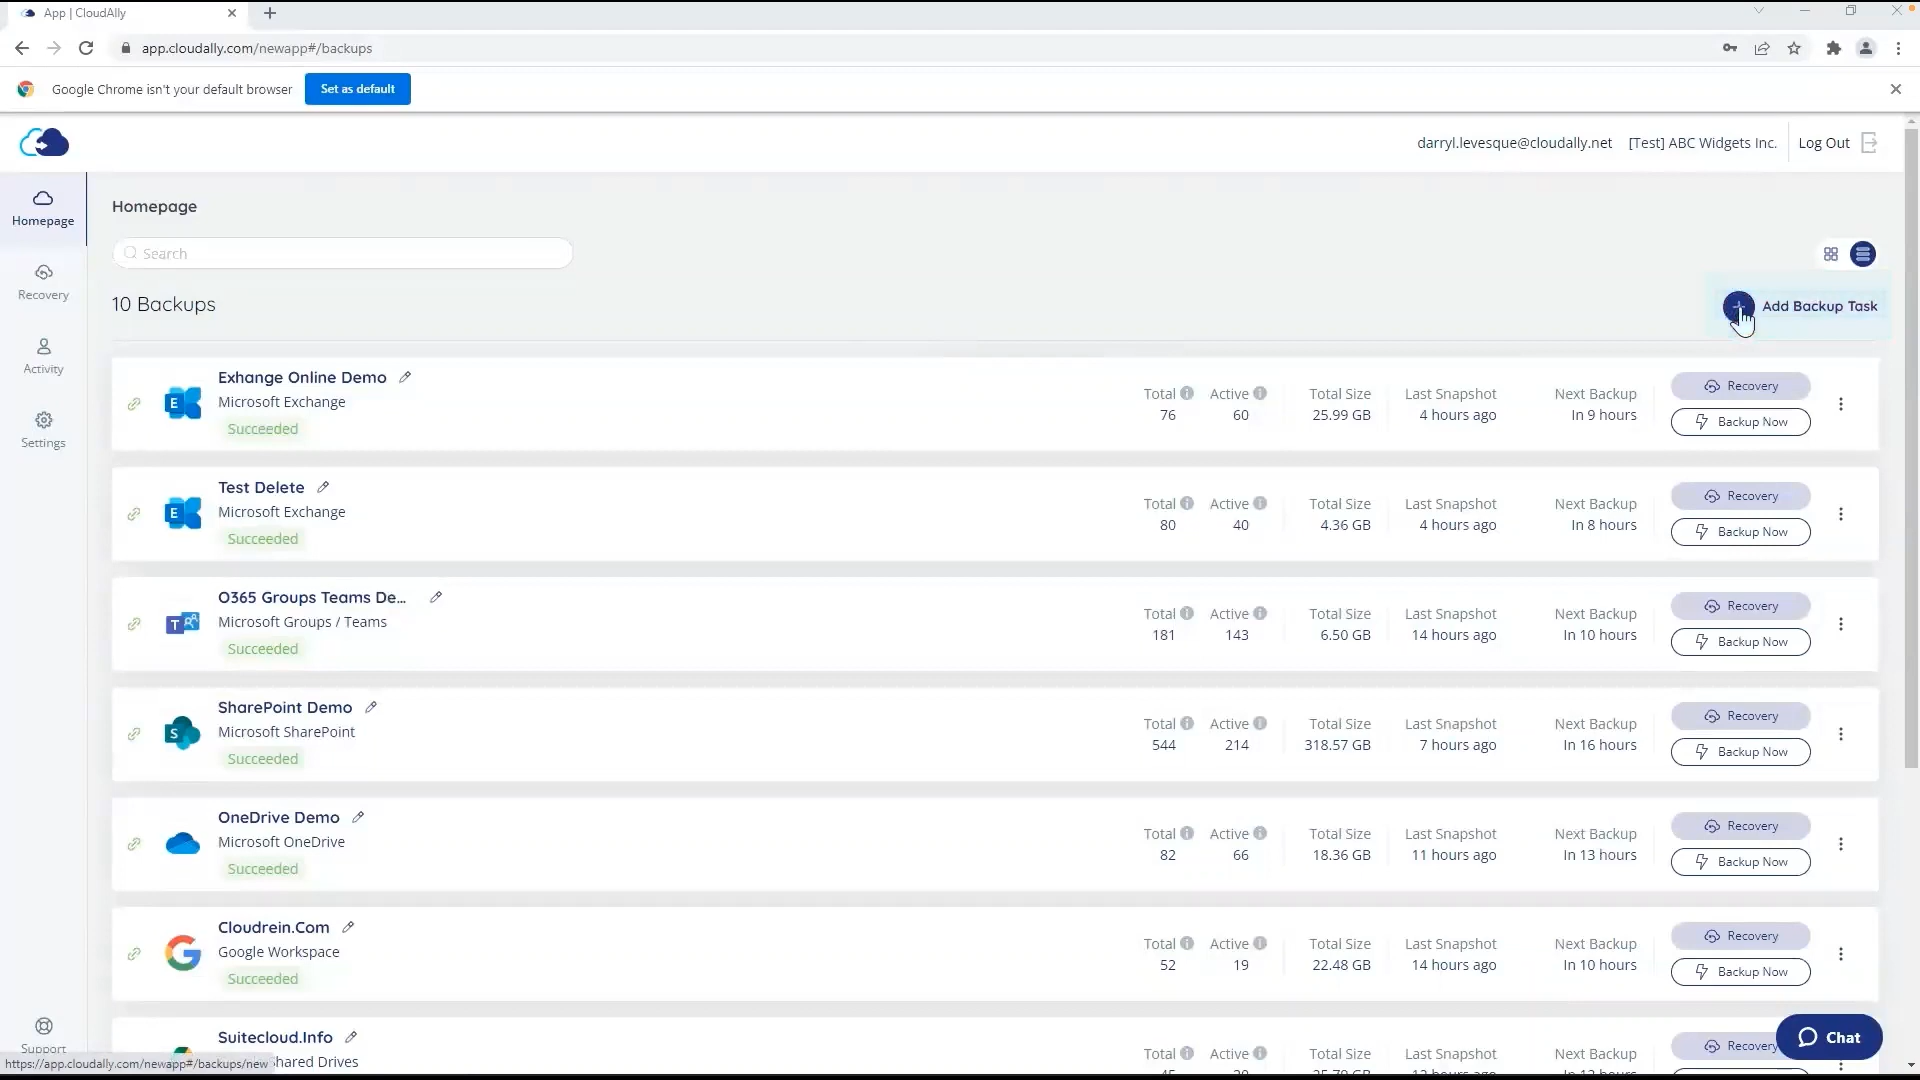 App | CloudAlly
app.cloudally.com/newapp#/backups
Google Chrome isn't your default browser
Set as default
darryl.levesque@cloudally.net
[Test] ABC Widgets Inc.
Log Out
Homepage
Recovery
Activity
Settings
Support
Homepage
Search
10 Backups
Add Backup Task
Exhange Online Demo
Microsoft Exchange
Succeeded
Total Active Total Size Last Snapshot Next Backup
76 60 25.99 GB 4 hours ago In 9 hours
Recovery
Backup Now
Test Delete
Microsoft Exchange
Succeeded
Total Active Total Size Last Snapshot Next Backup
80 40 4.36 GB 4 hours ago In 8 hours
Recovery
Backup Now
O365 Groups Teams De...
Microsoft Groups / Teams
Succeeded
Total Active Total Size Last Snapshot Next Backup
181 143 6.50 GB 14 hours ago In 10 hours
Recovery
Backup Now
SharePoint Demo
Microsoft SharePoint
Succeeded
Total Active Total Size Last Snapshot Next Backup
544 214 318.57 GB 7 hours ago In 16 hours
Recovery
Backup Now
OneDrive Demo
Microsoft OneDrive
Succeeded
Total Active Total Size Last Snapshot Next Backup
82 66 18.36 GB 11 hours ago In 13 hours
Recovery
Backup Now
Cloudrein.Com
Google Workspace
Succeeded
Total Active Total Size Last Snapshot Next Backup
52 19 22.48 GB 14 hours ago In 10 hours
Recovery
Backup Now
Suitecloud.Info
Shared Drives
Total Active Total Size Last Snapshot Next Backup
Recovery
Chat
https://app.cloudally.com/newapp#/backups/new